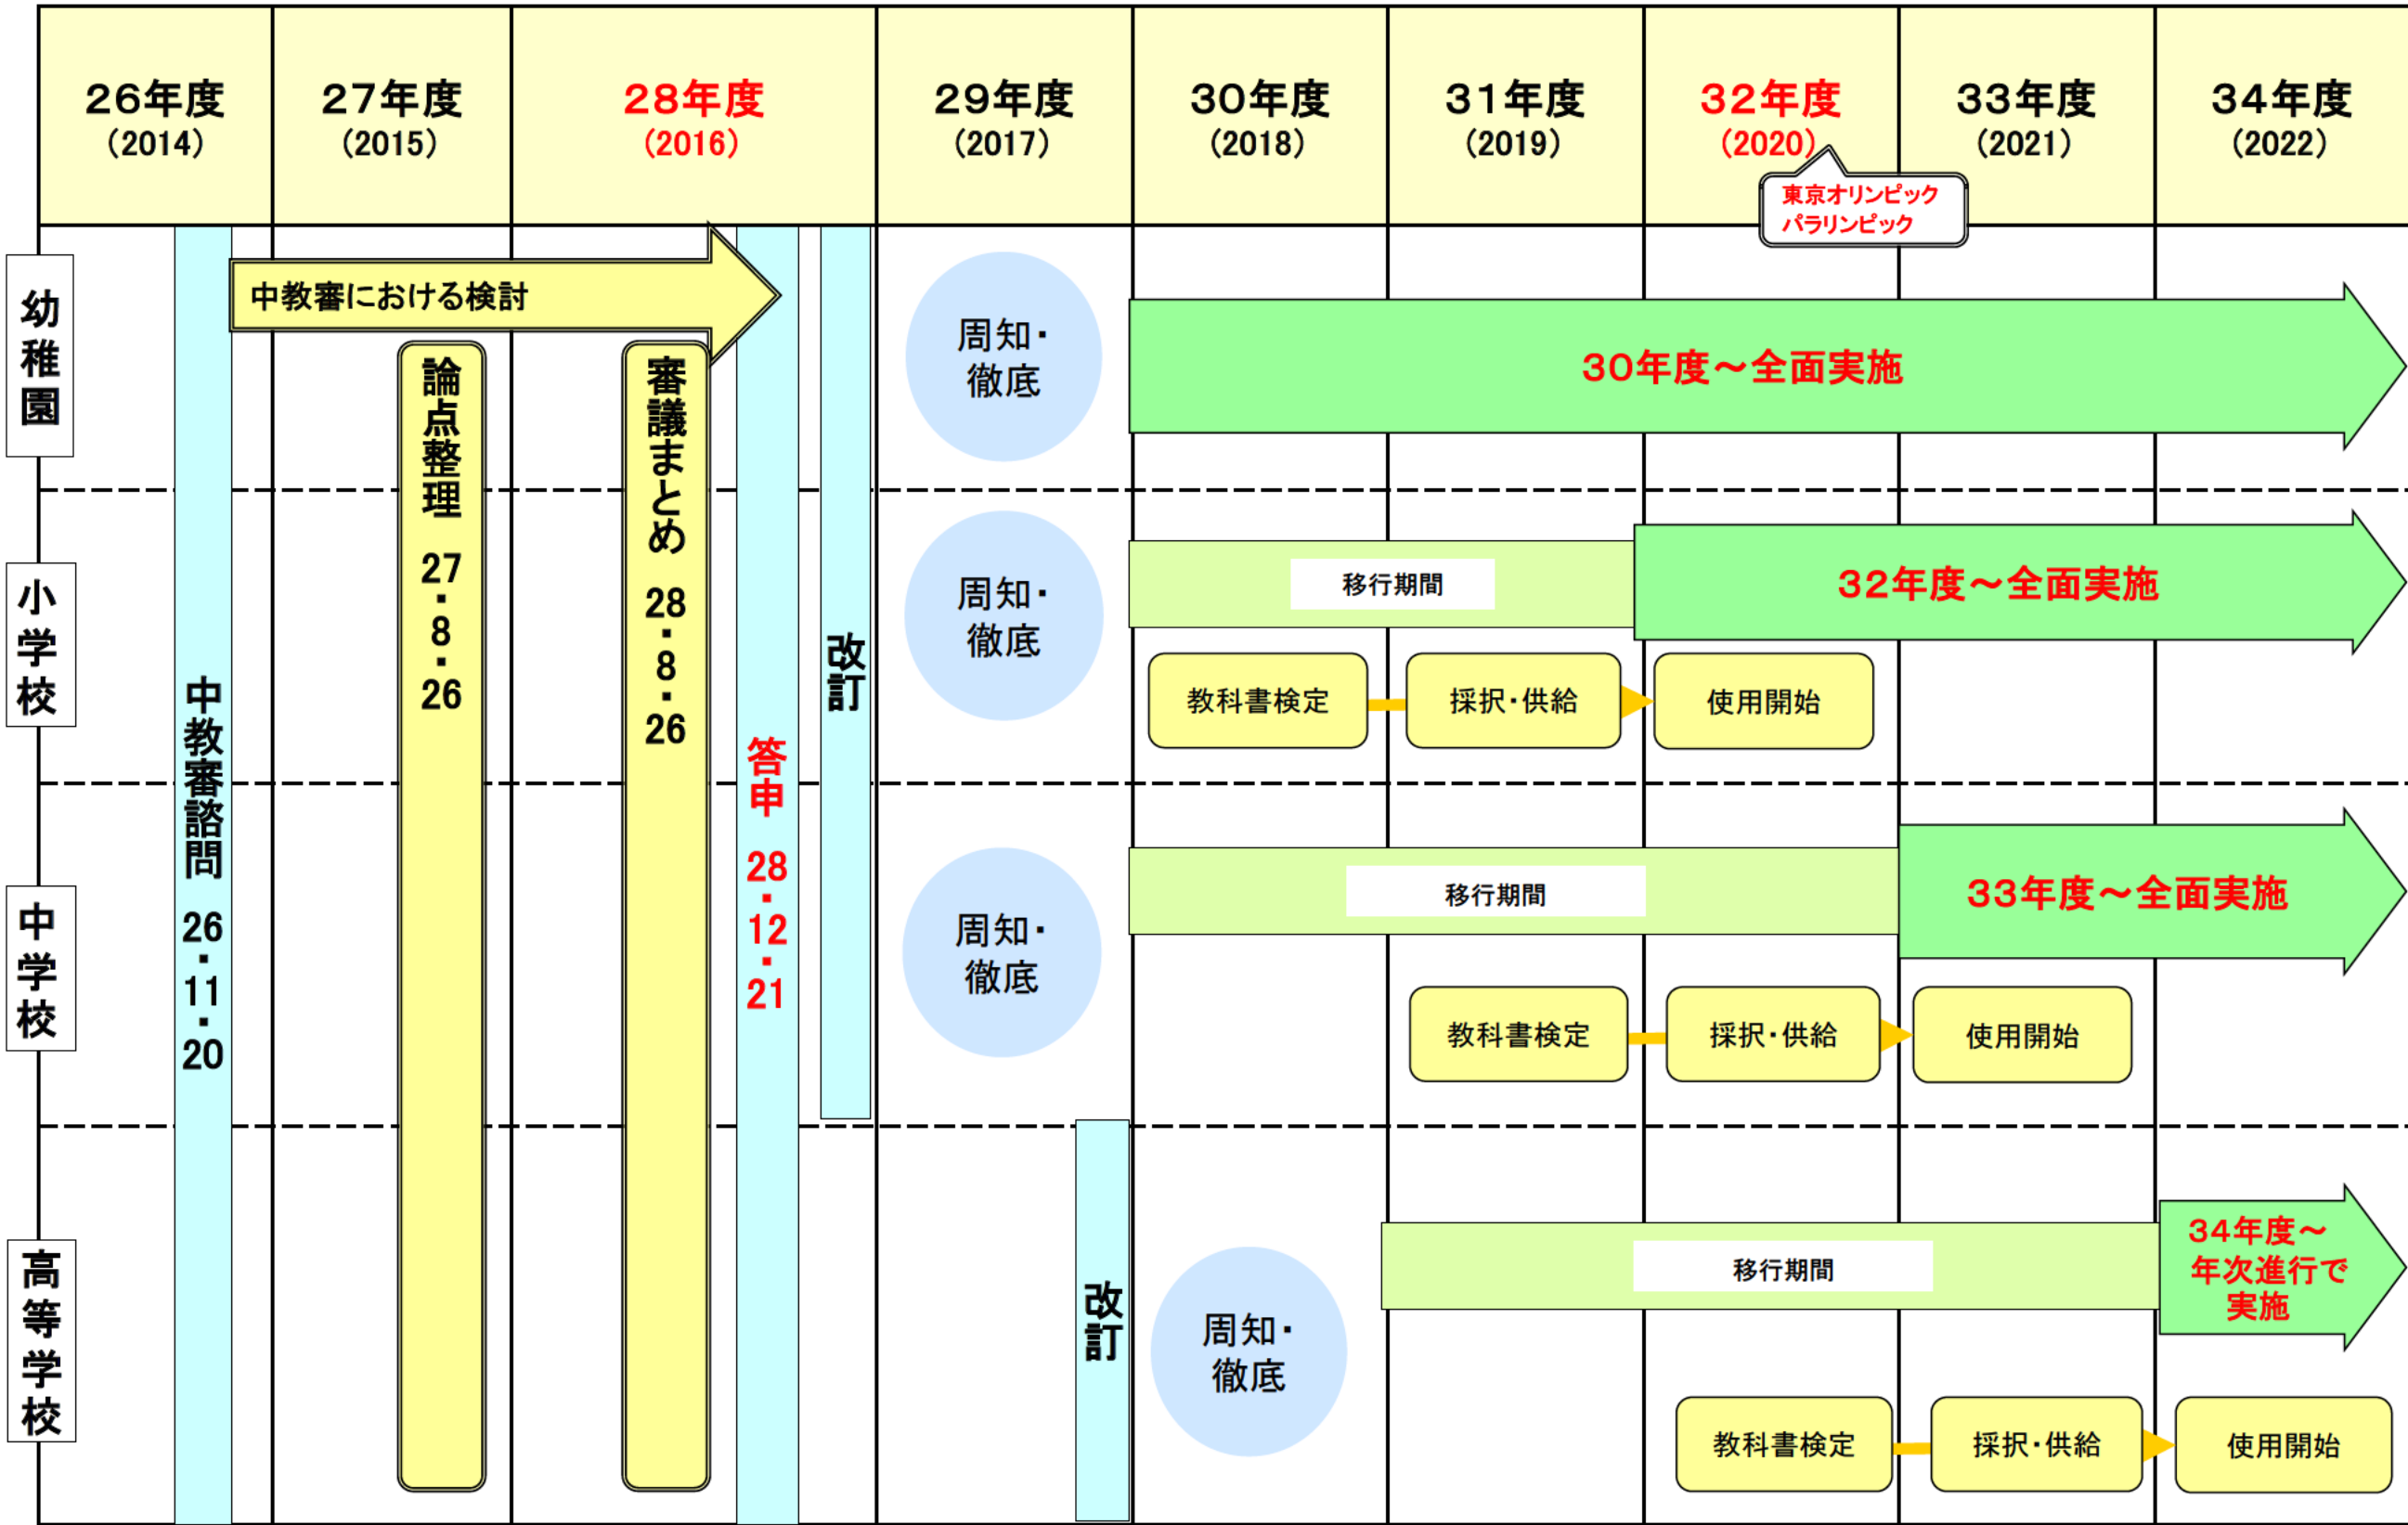 26年度
(2014)
27年度
(2015)
28年度
(2016)
29年度
(2017)
30年度
(2018)
31年度
(2019)
32年度
(2020)
33年度
(2021)
34年度
(2022)
東京オリンピック
パラリンピック
幼稚園
小学校
中学校
高等学校
中教審諮問 26・11・20
中教審における検討
論点整理 27・8・26
審議まとめ 28・8・26
答申 28・12・21
改訂
周知・
徹底
30年度～全面実施
周知・
徹底
移行期間
32年度～全面実施
教科書検定
採択・供給
使用開始
周知・
徹底
移行期間
33年度～全面実施
教科書検定
採択・供給
使用開始
改訂
周知・
徹底
移行期間
34年度～
年次進行で
実施
教科書検定
採択・供給
使用開始